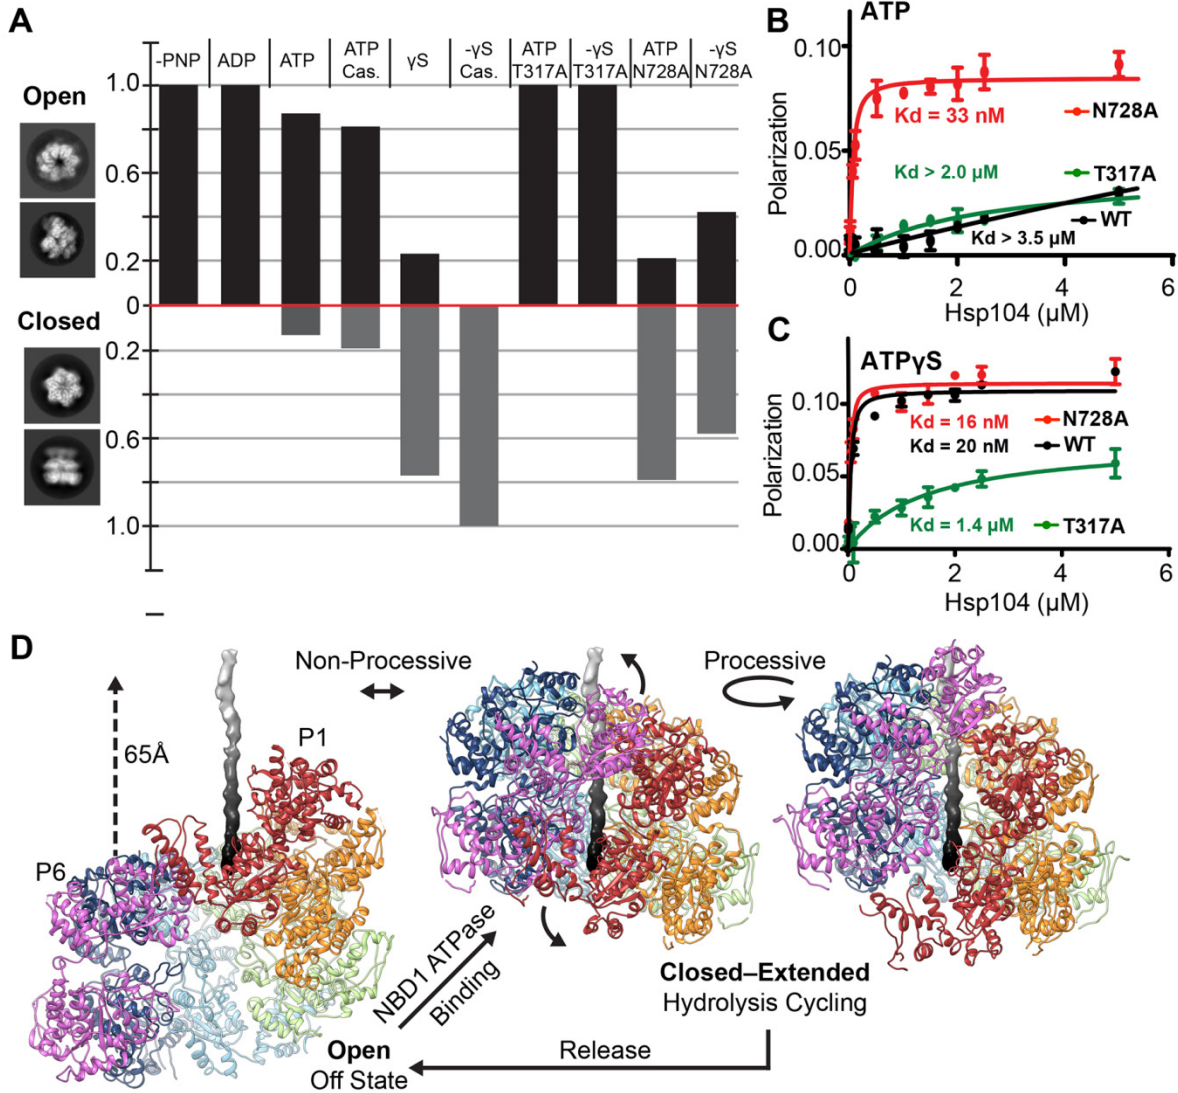 A
-PNP
ADP
ATP
ATP
Cas.
γS
-γS
Cas.
ATP
T317A
-γS
T317A
ATP
N728A
-γS
N728A
Open
Closed
1.0
0.6
0.2
0
0.2
0.6
1.0
B
ATP
Polarization
0.10
0.05
0.00
Kd = 33 nM
N728A
Kd > 2.0 µM
T317A
WT
Kd > 3.5 µM
0
2
4
6
Hsp104 (µM)
C
ATPγS
Polarization
0.10
0.05
0.00
Kd = 16 nM
N728A
Kd = 20 nM
WT
Kd = 1.4 µM
T317A
0
2
4
6
Hsp104 (µM)
D
65Å
P1
P6
Non-Processive
Processive
NBD1 ATPase
Binding
Open
Off State
Closed–Extended
Hydrolysis Cycling
Release